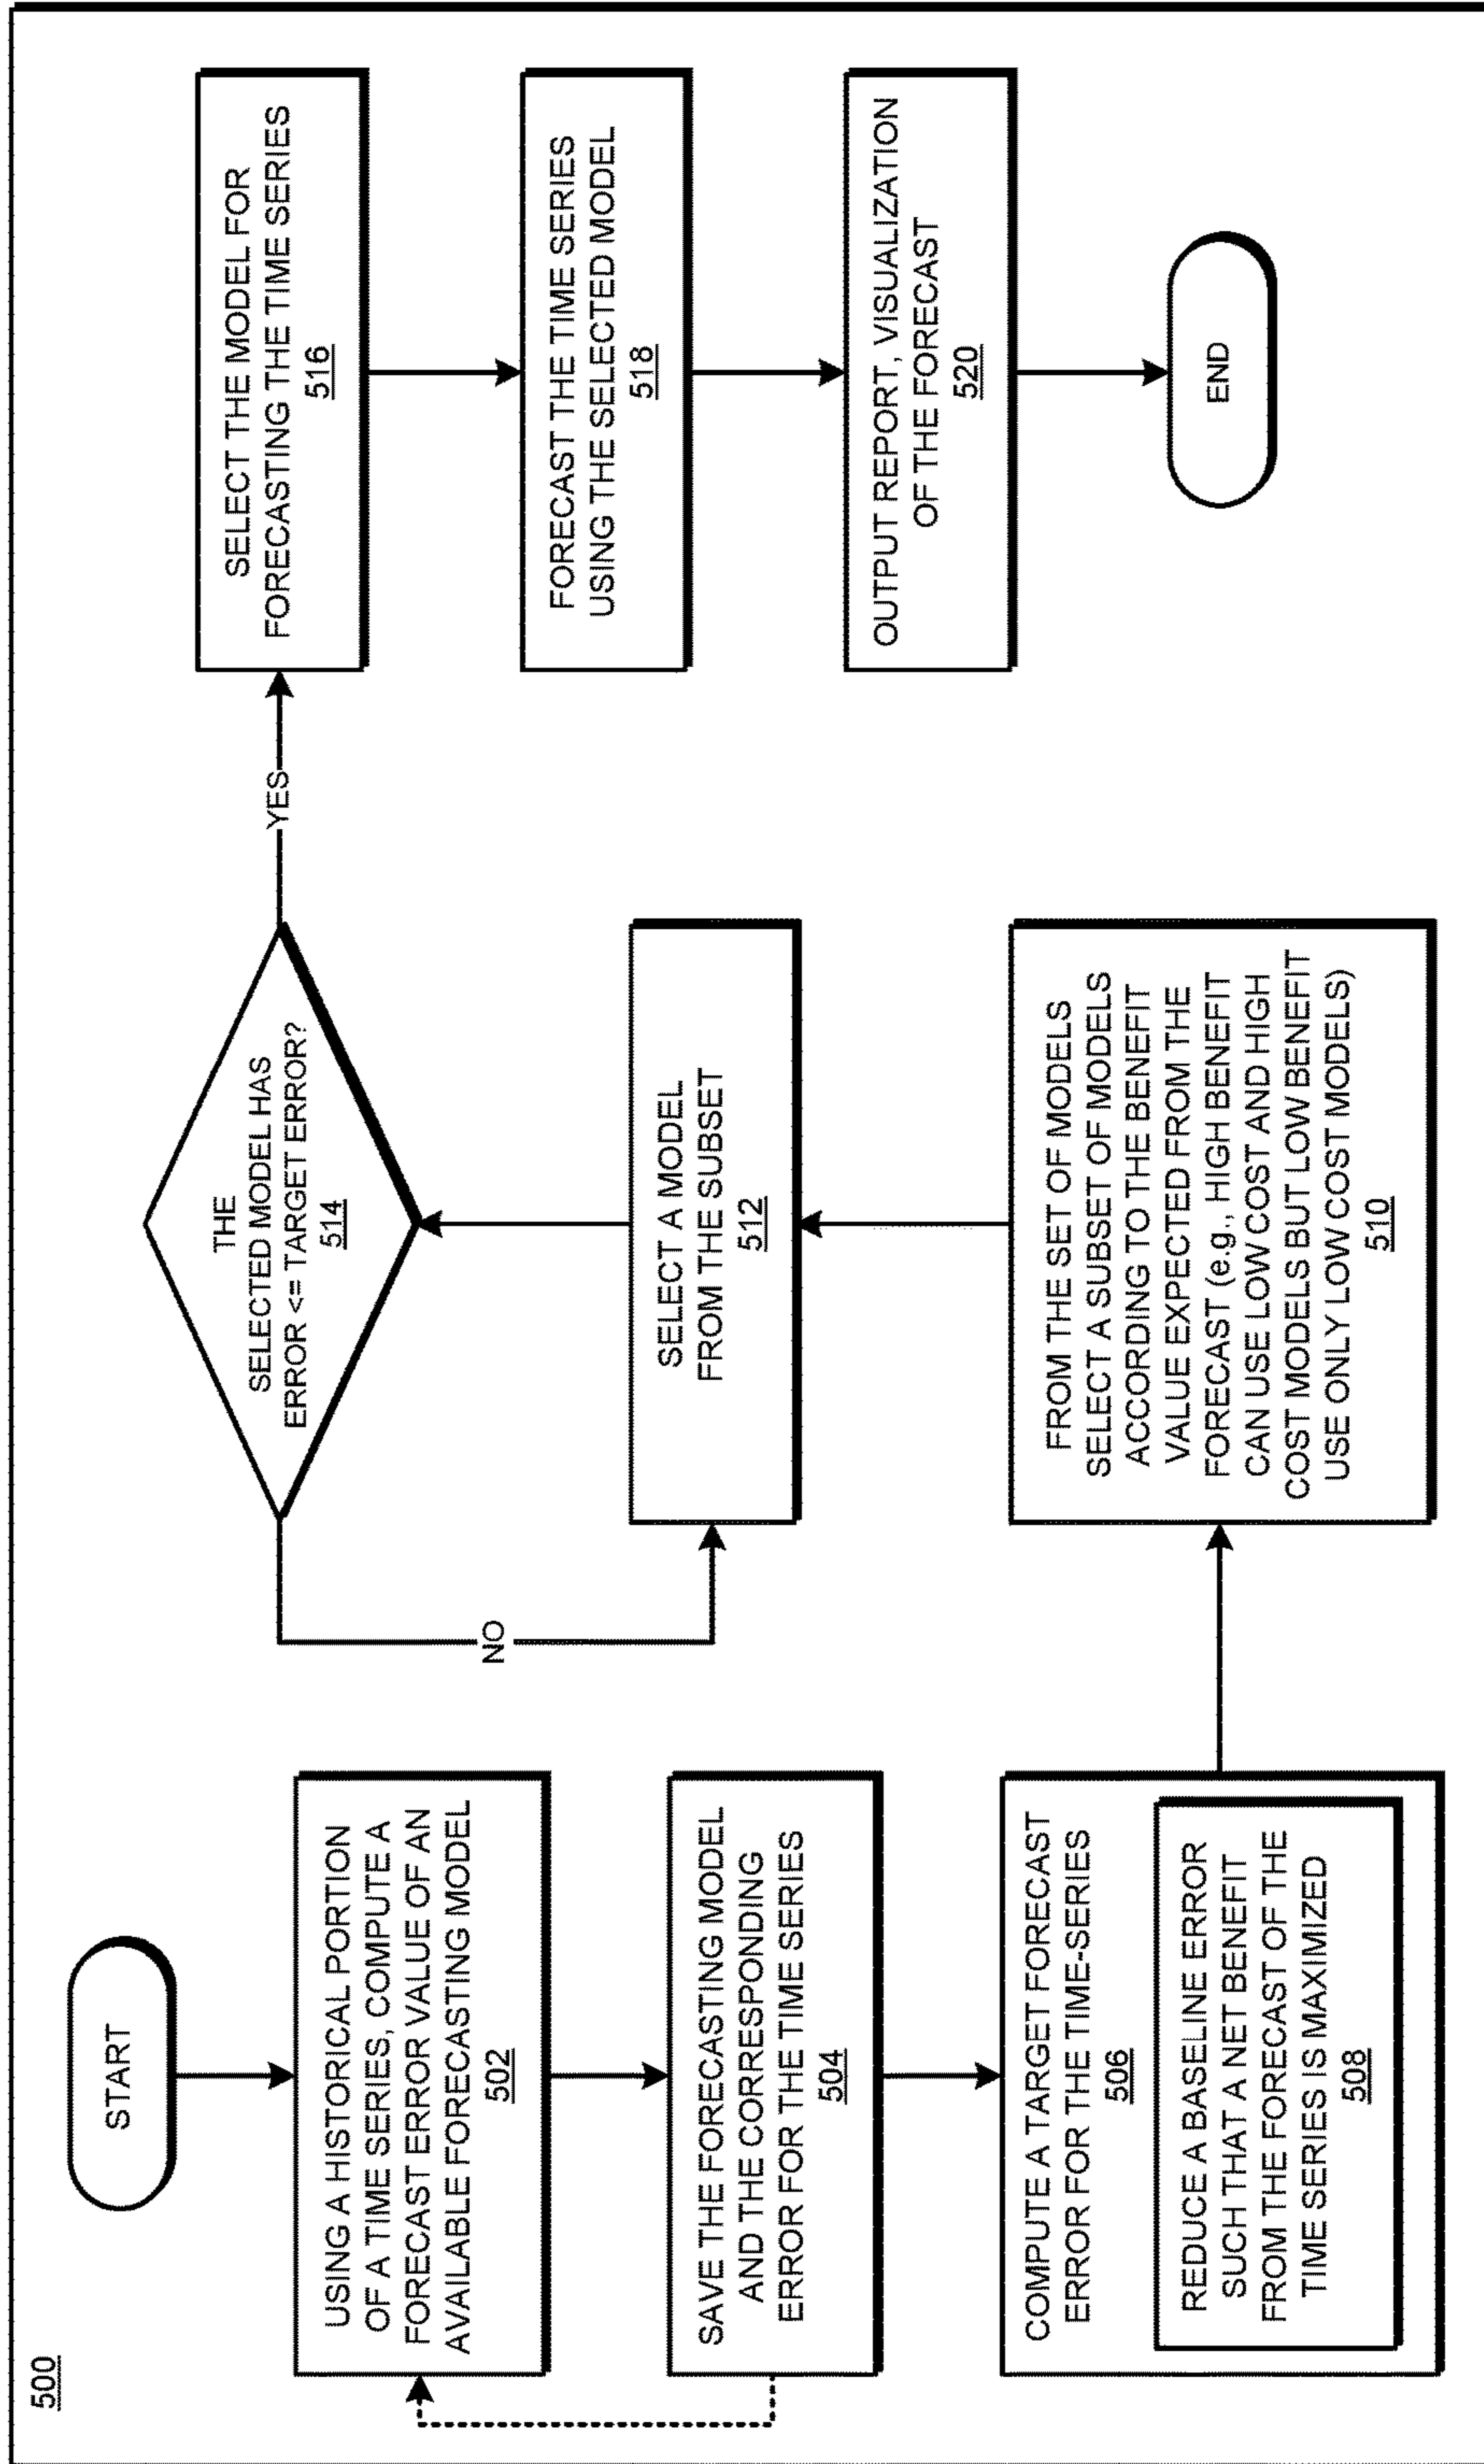 500
START
USING A HISTORICAL PORTION
OF A TIME SERIES, COMPUTE A
FORECAST ERROR VALUE OF AN
AVAILABLE FORECASTING MODEL
502
SAVE THE FORECASTING MODEL
AND THE CORRESPONDING
ERROR FOR THE TIME SERIES
504
COMPUTE A TARGET FORECAST
ERROR FOR THE TIME-SERIES
506
REDUCE A BASELINE ERROR
SUCH THAT A NET BENEFIT
FROM THE FORECAST OF THE
TIME SERIES IS MAXIMIZED
508
FROM THE SET OF MODELS
SELECT A SUBSET OF MODELS
ACCORDING TO THE BENEFIT
VALUE EXPECTED FROM THE
FORECAST (e.g., HIGH BENEFIT
CAN USE LOW COST AND HIGH
COST MODELS BUT LOW BENEFIT
USE ONLY LOW COST MODELS)
510
SELECT A MODEL
FROM THE SUBSET
512
THE
SELECTED MODEL HAS
ERROR <= TARGET ERROR?
514
NO
YES
SELECT THE MODEL FOR
FORECASTING THE TIME SERIES
516
FORECAST THE TIME SERIES
USING THE SELECTED MODEL
518
OUTPUT REPORT, VISUALIZATION
OF THE FORECAST
520
END